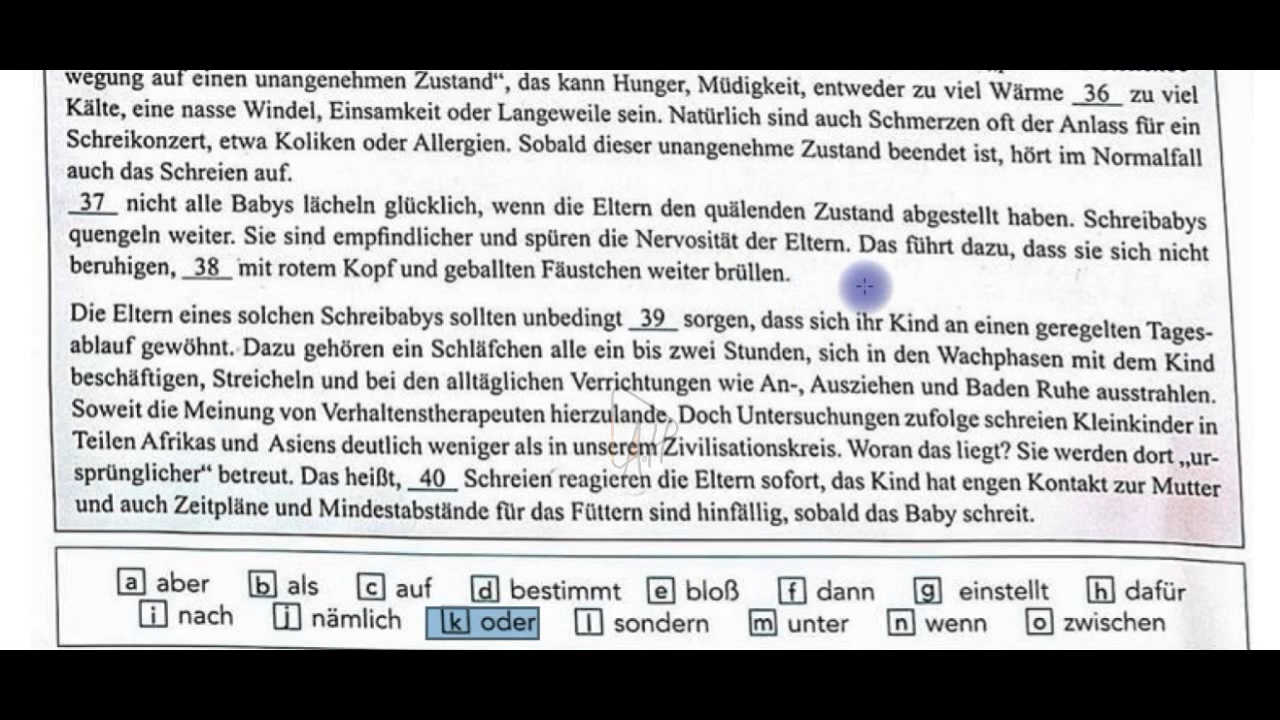 wegung auf einen unangenehmen Zustand“, das kann Hunger, Müdigkeit, entweder zu viel Wärme 36 zu viel
Kälte, eine nasse Windel, Einsamkeit oder Langeweile sein. Natürlich sind auch Schmerzen oft der Anlass für ein
Schreikonzert, etwa Koliken oder Allergien. Sobald dieser unangenehme Zustand beendet ist, hört im Normalfall
auch das Schreien auf.
37 nicht alle Babys lächeln glücklich, wenn die Eltern den quälenden Zustand abgestellt haben. Schreibabys
quengeln weiter. Sie sind empfindlicher und spüren die Nervosität der Eltern. Das führt dazu, dass sie sich nicht
beruhigen, 38 mit rotem Kopf und geballten Fäustchen weiter brüllen.
Die Eltern eines solchen Schreibabys sollten unbedingt 39 sorgen, dass sich ihr Kind an einen geregelten Tages-
ablauf gewöhnt. Dazu gehören ein Schläfchen alle ein bis zwei Stunden, sich in den Wachphasen mit dem Kind
beschäftigen, Streicheln und bei den alltäglichen Verrichtungen wie An-, Ausziehen und Baden Ruhe ausstrahlen.
Soweit die Meinung von Verhaltenstherapeuten hierzulande. Doch Untersuchungen zufolge schreien Kleinkinder in
Teilen Afrikas und Asiens deutlich weniger als in unserem Zivilisationskreis. Woran das liegt? Sie werden dort „ur-
sprünglicher“ betreut. Das heißt, 40 Schreien reagieren die Eltern sofort, das Kind hat engen Kontakt zur Mutter
und auch Zeitpläne und Mindestabstände für das Füttern sind hinfällig, sobald das Baby schreit.
a aber b als c auf d bestimmt e bloß f dann g einstellt h dafür
i nach j nämlich k oder l sondern m unter n wenn o zwischen